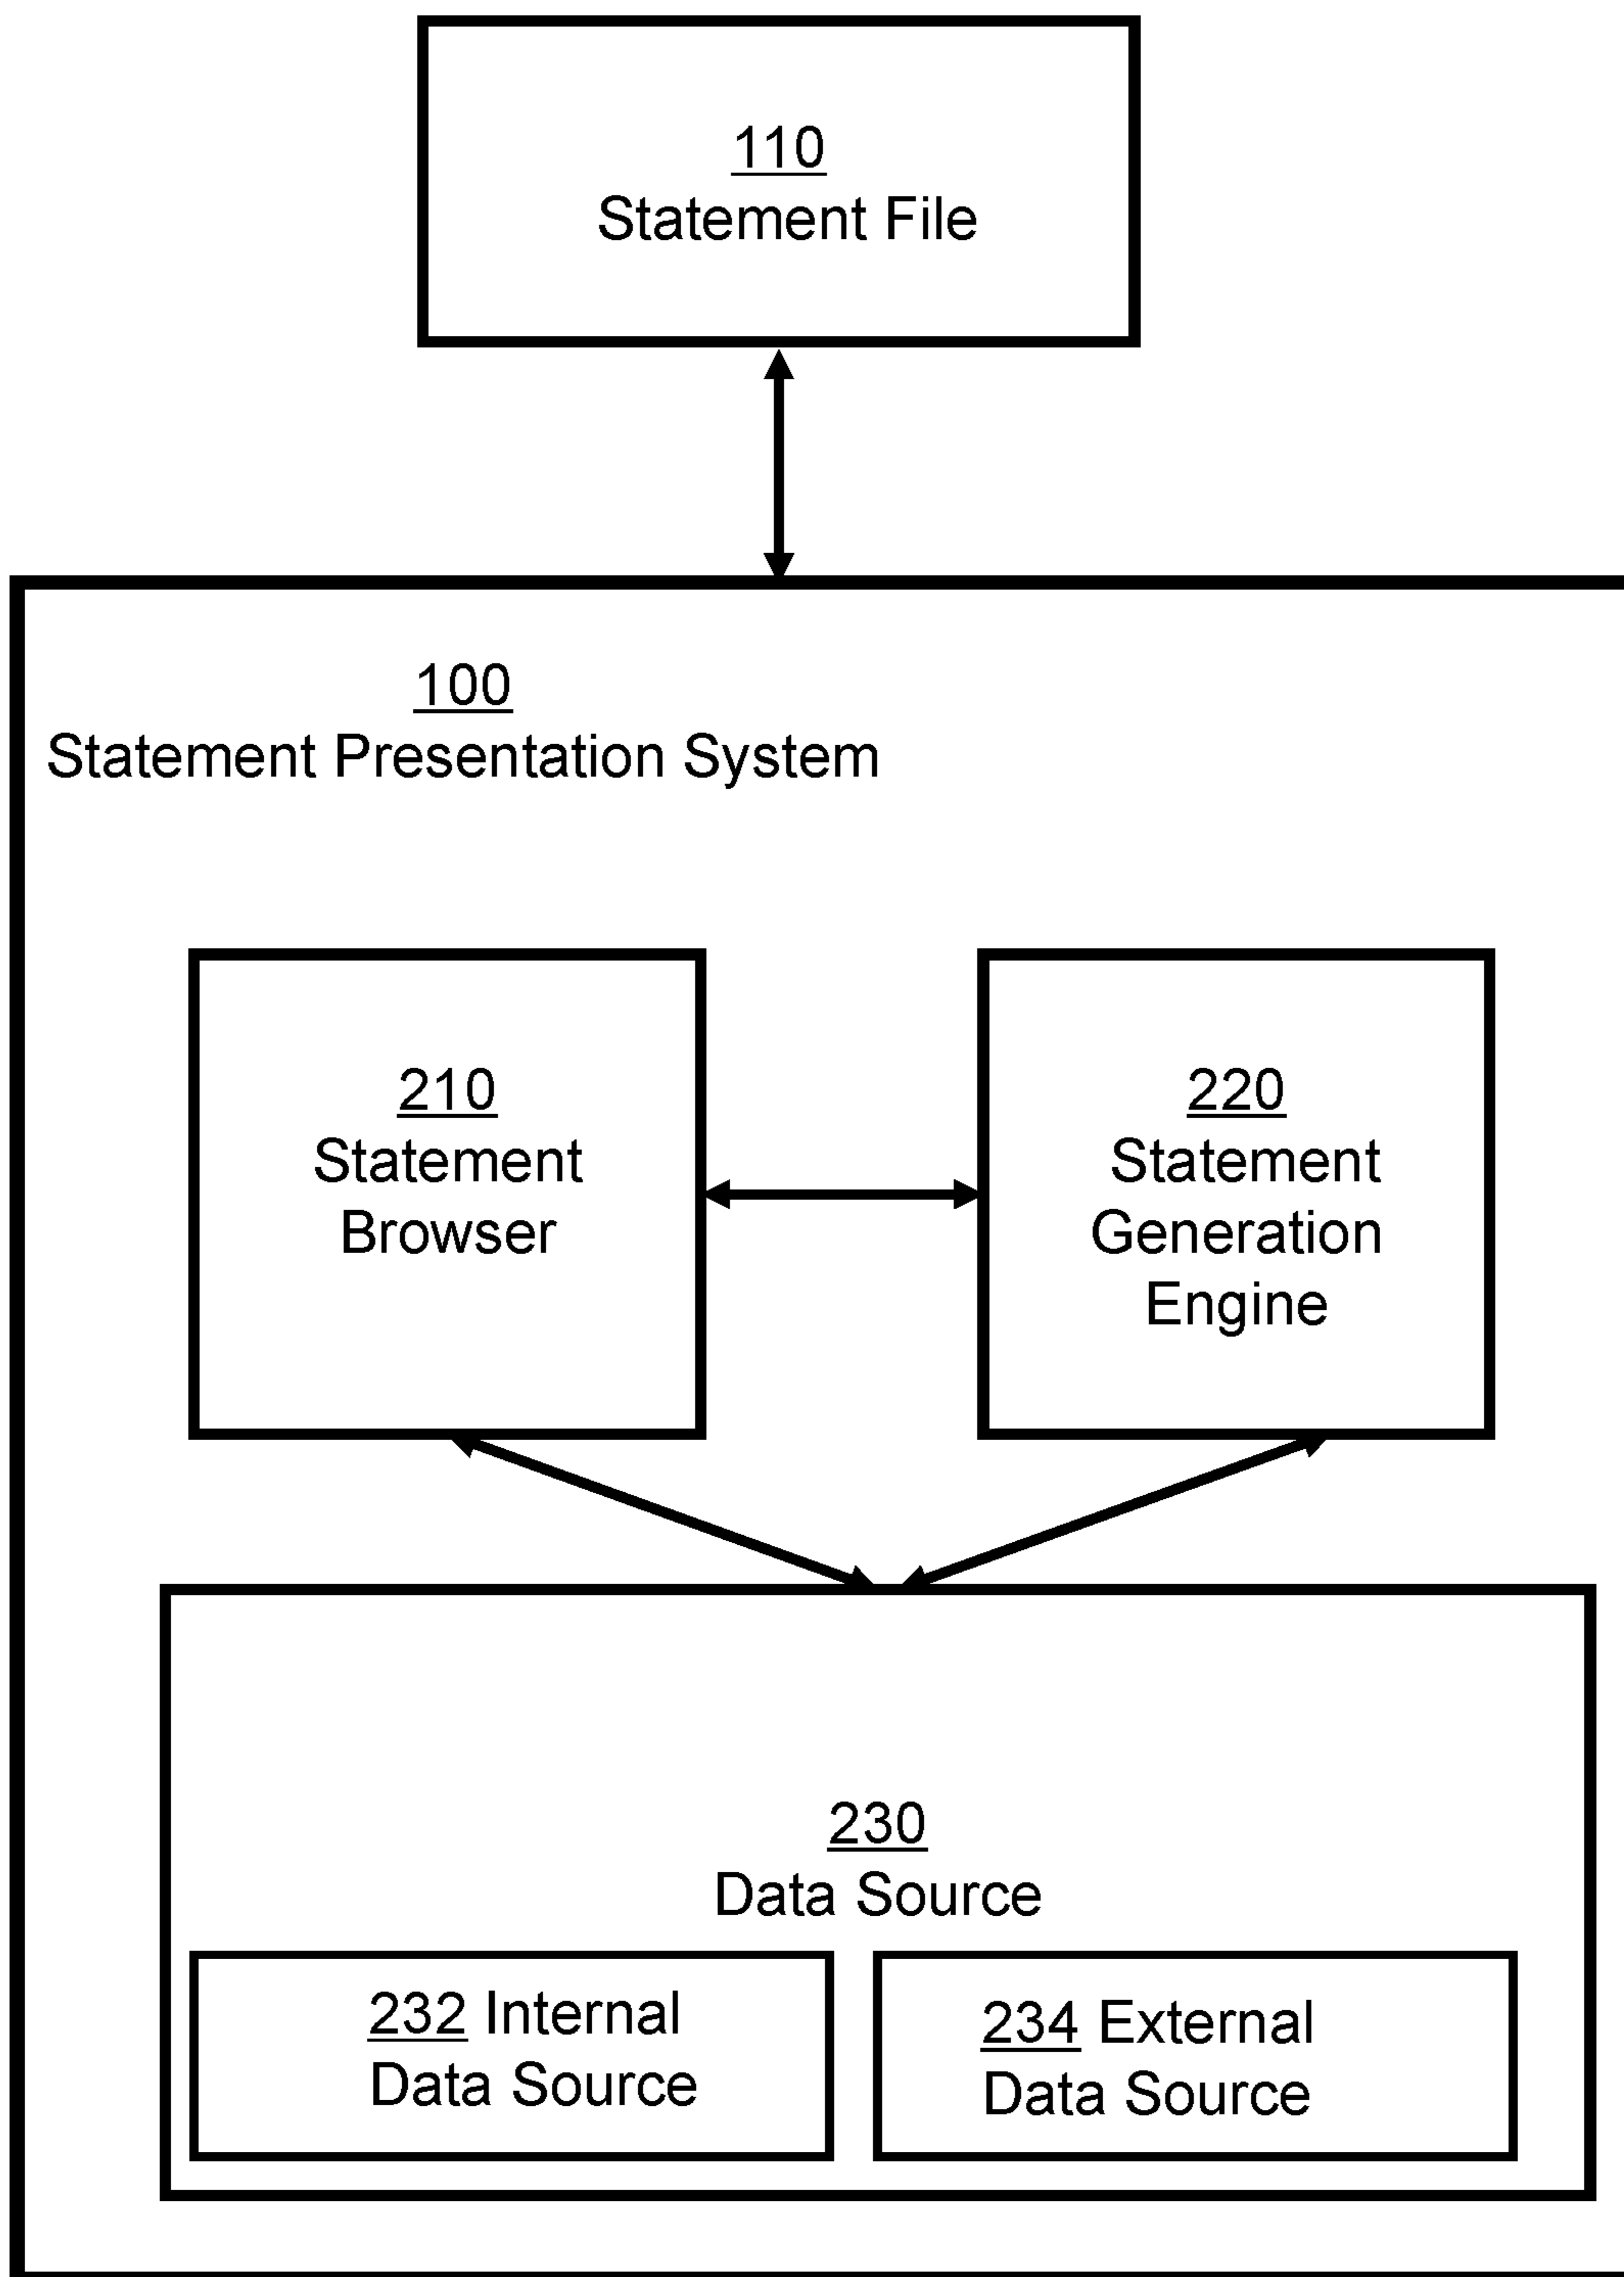 110
Statement File
100
Statement Presentation System
210
Statement
Browser
220
Statement
Generation
Engine
230
Data Source
232 Internal
Data Source
234 External
Data Source